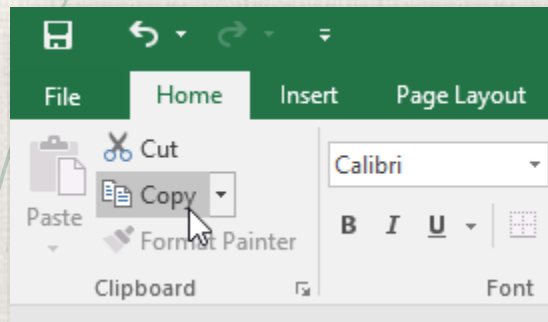 File Home Insert Page Layout
Cut
Calibri
Copy
Paste
Format Painter
B I U
Clipboard Font